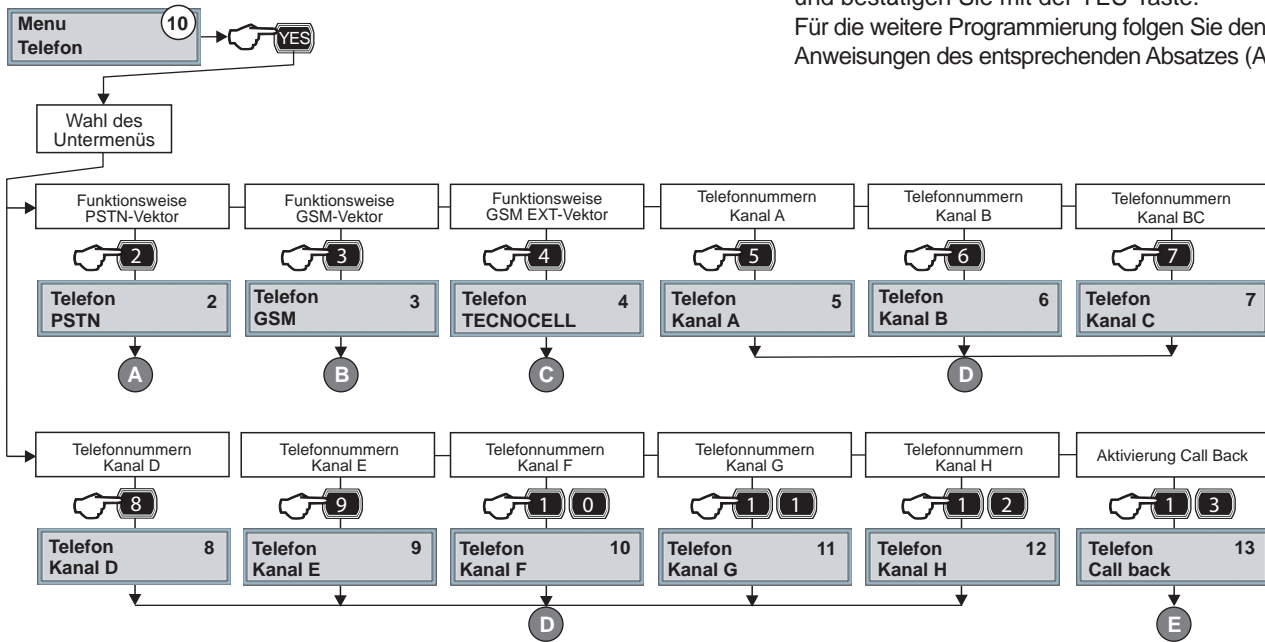 und bestätigen Sie mit der YES-Taste.
Für die weitere Programmierung folgen Sie den
Anweisungen des entsprechenden Absatzes (A
Menu 10
Telefon
YES
Wahl des
Untermenüs
Funktionsweise
PSTN-Vektor
Funktionsweise
GSM-Vektor
Funktionsweise
GSM EXT-Vektor
Telefonnummern
Kanal A
Telefonnummern
Kanal B
Telefonnummern
Kanal BC
2
3
4
5
6
7
Telefon 2
PSTN
Telefon 3
GSM
Telefon 4
TECNOCELL
Telefon 5
Kanal A
Telefon 6
Kanal B
Telefon 7
Kanal C
A
B
C
D
Telefonnummern
Kanal D
Telefonnummern
Kanal E
Telefonnummern
Kanal F
Telefonnummern
Kanal G
Telefonnummern
Kanal H
Aktivierung Call Back
8
9
1 0
1 1
1 2
1 3
Telefon 8
Kanal D
Telefon 9
Kanal E
Telefon 10
Kanal F
Telefon 11
Kanal G
Telefon 12
Kanal H
Telefon 13
Call back
D
E